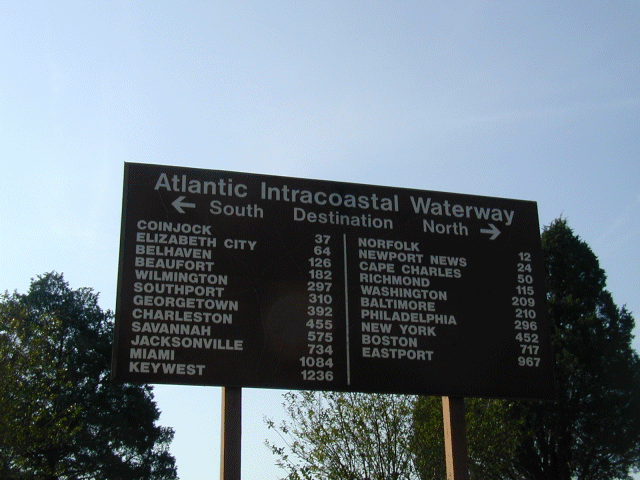 Atlantic Intracoastal Waterway
← South Destination North →
COINJOCK 37
ELIZABETH CITY 64
BELHAVEN 126
BEAUFORT 182
WILMINGTON 297
SOUTHPORT 310
GEORGETOWN 392
CHARLESTON 455
SAVANNAH 575
JACKSONVILLE 734
MIAMI 1084
KEYWEST 1236
NORFOLK 12
NEWPORT NEWS 24
CAPE CHARLES 50
RICHMOND 115
WASHINGTON 209
BALTIMORE 210
PHILADELPHIA 296
NEW YORK 452
BOSTON 717
EASTPORT 967